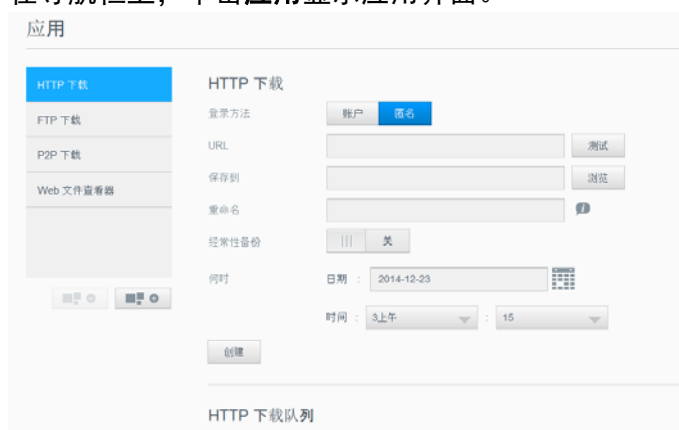 应用
HTTP 下载
FTP 下载
P2P 下载
Web 文件查看器
HTTP 下载
登录方法
账户
匿名
URL
测试
保存到
浏览
重命名
经常性备份
关
何时
日期 :
2014-12-23
时间 :
3上午
:
15
创建
HTTP 下载队列